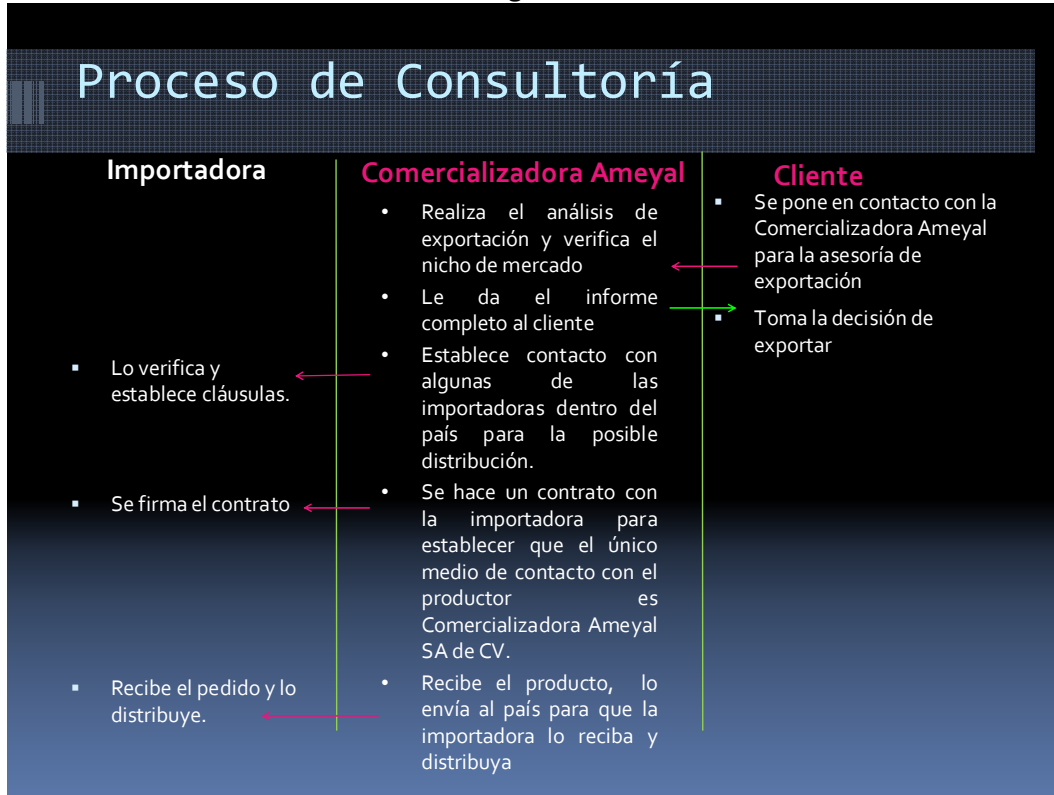 Proceso de Consultoría
Importadora
Lo verifica y
establece cláusulas.
Se firma el contrato
Recibe el pedido y lo
distribuye.
Comercializadora Ameyal
Realiza el análisis de
exportación y verifica el
nicho de mercado
Le da el informe
completo al cliente
Establece contacto con
algunas de las
importadoras dentro del
país para la posible
distribución.
Se hace un contrato con
la importadora para
establecer que el único
medio de contacto con el
productor es
Comercializadora Ameyal
SA de CV.
Recibe el producto, lo
envía al país para que la
importadora lo reciba y
distribuya
Cliente
Se pone en contacto con la
Comercializadora Ameyal
para la asesoría de
exportación
Toma la decisión de
exportar